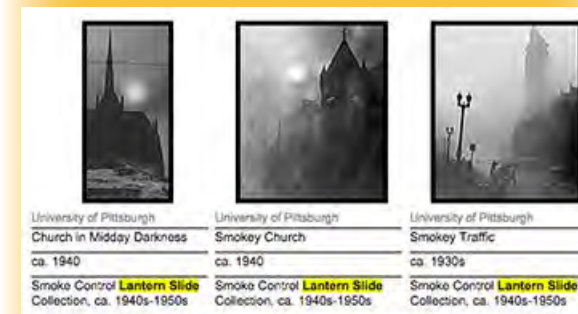 University of Pittsburgh
Church in Midday Darkness
ca. 1940
Smoke Control Lantern Slide
Collection, ca. 1940s-1950s
University of Pittsburgh
Smokey Church
ca. 1940
Smoke Control Lantern Slide
Collection, ca. 1940s-1950s
University of Pittsburgh
Smokey Traffic
ca. 1930s
Smoke Control Lantern Slide
Collection, ca. 1940s-1950s